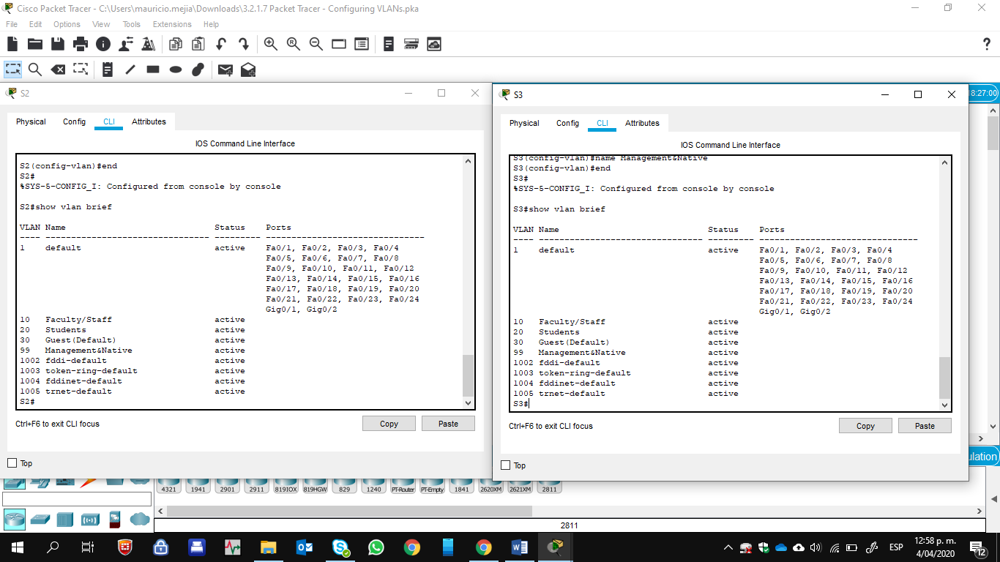 Cisco Packet Tracer - C:\Users\mauricio.mejia\Downloads\3.2.1.7 Packet Tracer - Configuring VLANs.pka
File Edit Options View Tools Extensions Help
S2
Physical Config CLI Attributes
IOS Command Line Interface
S2(config-vlan)#end
S2#
%SYS-5-CONFIG_I: Configured from console by console
S2#show vlan brief
VLAN Name Status Ports
---- -------------------------------- --------- -------------------------------
1 default active Fa0/1, Fa0/2, Fa0/3, Fa0/4
Fa0/5, Fa0/6, Fa0/7, Fa0/8
Fa0/9, Fa0/10, Fa0/11, Fa0/12
Fa0/13, Fa0/14, Fa0/15, Fa0/16
Fa0/17, Fa0/18, Fa0/19, Fa0/20
Fa0/21, Fa0/22, Fa0/23, Fa0/24
Gig0/1, Gig0/2
10 Faculty/Staff active
20 Students active
30 Guest(Default) active
99 Management&Native active
1002 fddi-default active
1003 token-ring-default active
1004 fddinet-default active
1005 trnet-default active
S2#
Ctrl+F6 to exit CLI focus
Copy Paste
Top
S3
Physical Config CLI Attributes
IOS Command Line Interface
S3(config-vlan)#name Management&Native
S3(config-vlan)#end
S3#
%SYS-5-CONFIG_I: Configured from console by console
S3#show vlan brief
VLAN Name Status Ports
---- -------------------------------- --------- -------------------------------
1 default active Fa0/1, Fa0/2, Fa0/3, Fa0/4
Fa0/5, Fa0/6, Fa0/7, Fa0/8
Fa0/9, Fa0/10, Fa0/11, Fa0/12
Fa0/13, Fa0/14, Fa0/15, Fa0/16
Fa0/17, Fa0/18, Fa0/19, Fa0/20
Fa0/21, Fa0/22, Fa0/23, Fa0/24
Gig0/1, Gig0/2
10 Faculty/Staff active
20 Students active
30 Guest(Default) active
99 Management&Native active
1002 fddi-default active
1003 token-ring-default active
1004 fddinet-default active
1005 trnet-default active
S3#
Ctrl+F6 to exit CLI focus
Copy Paste
Top
8:27:00
ulation
4321 1941 2901 2911 819IOX 819HGW 829 1240 PT-Router PT-Empty 1841 2620XM 2621XM 2811
2811
ESP
12:58 p. m.
4/04/2020
12